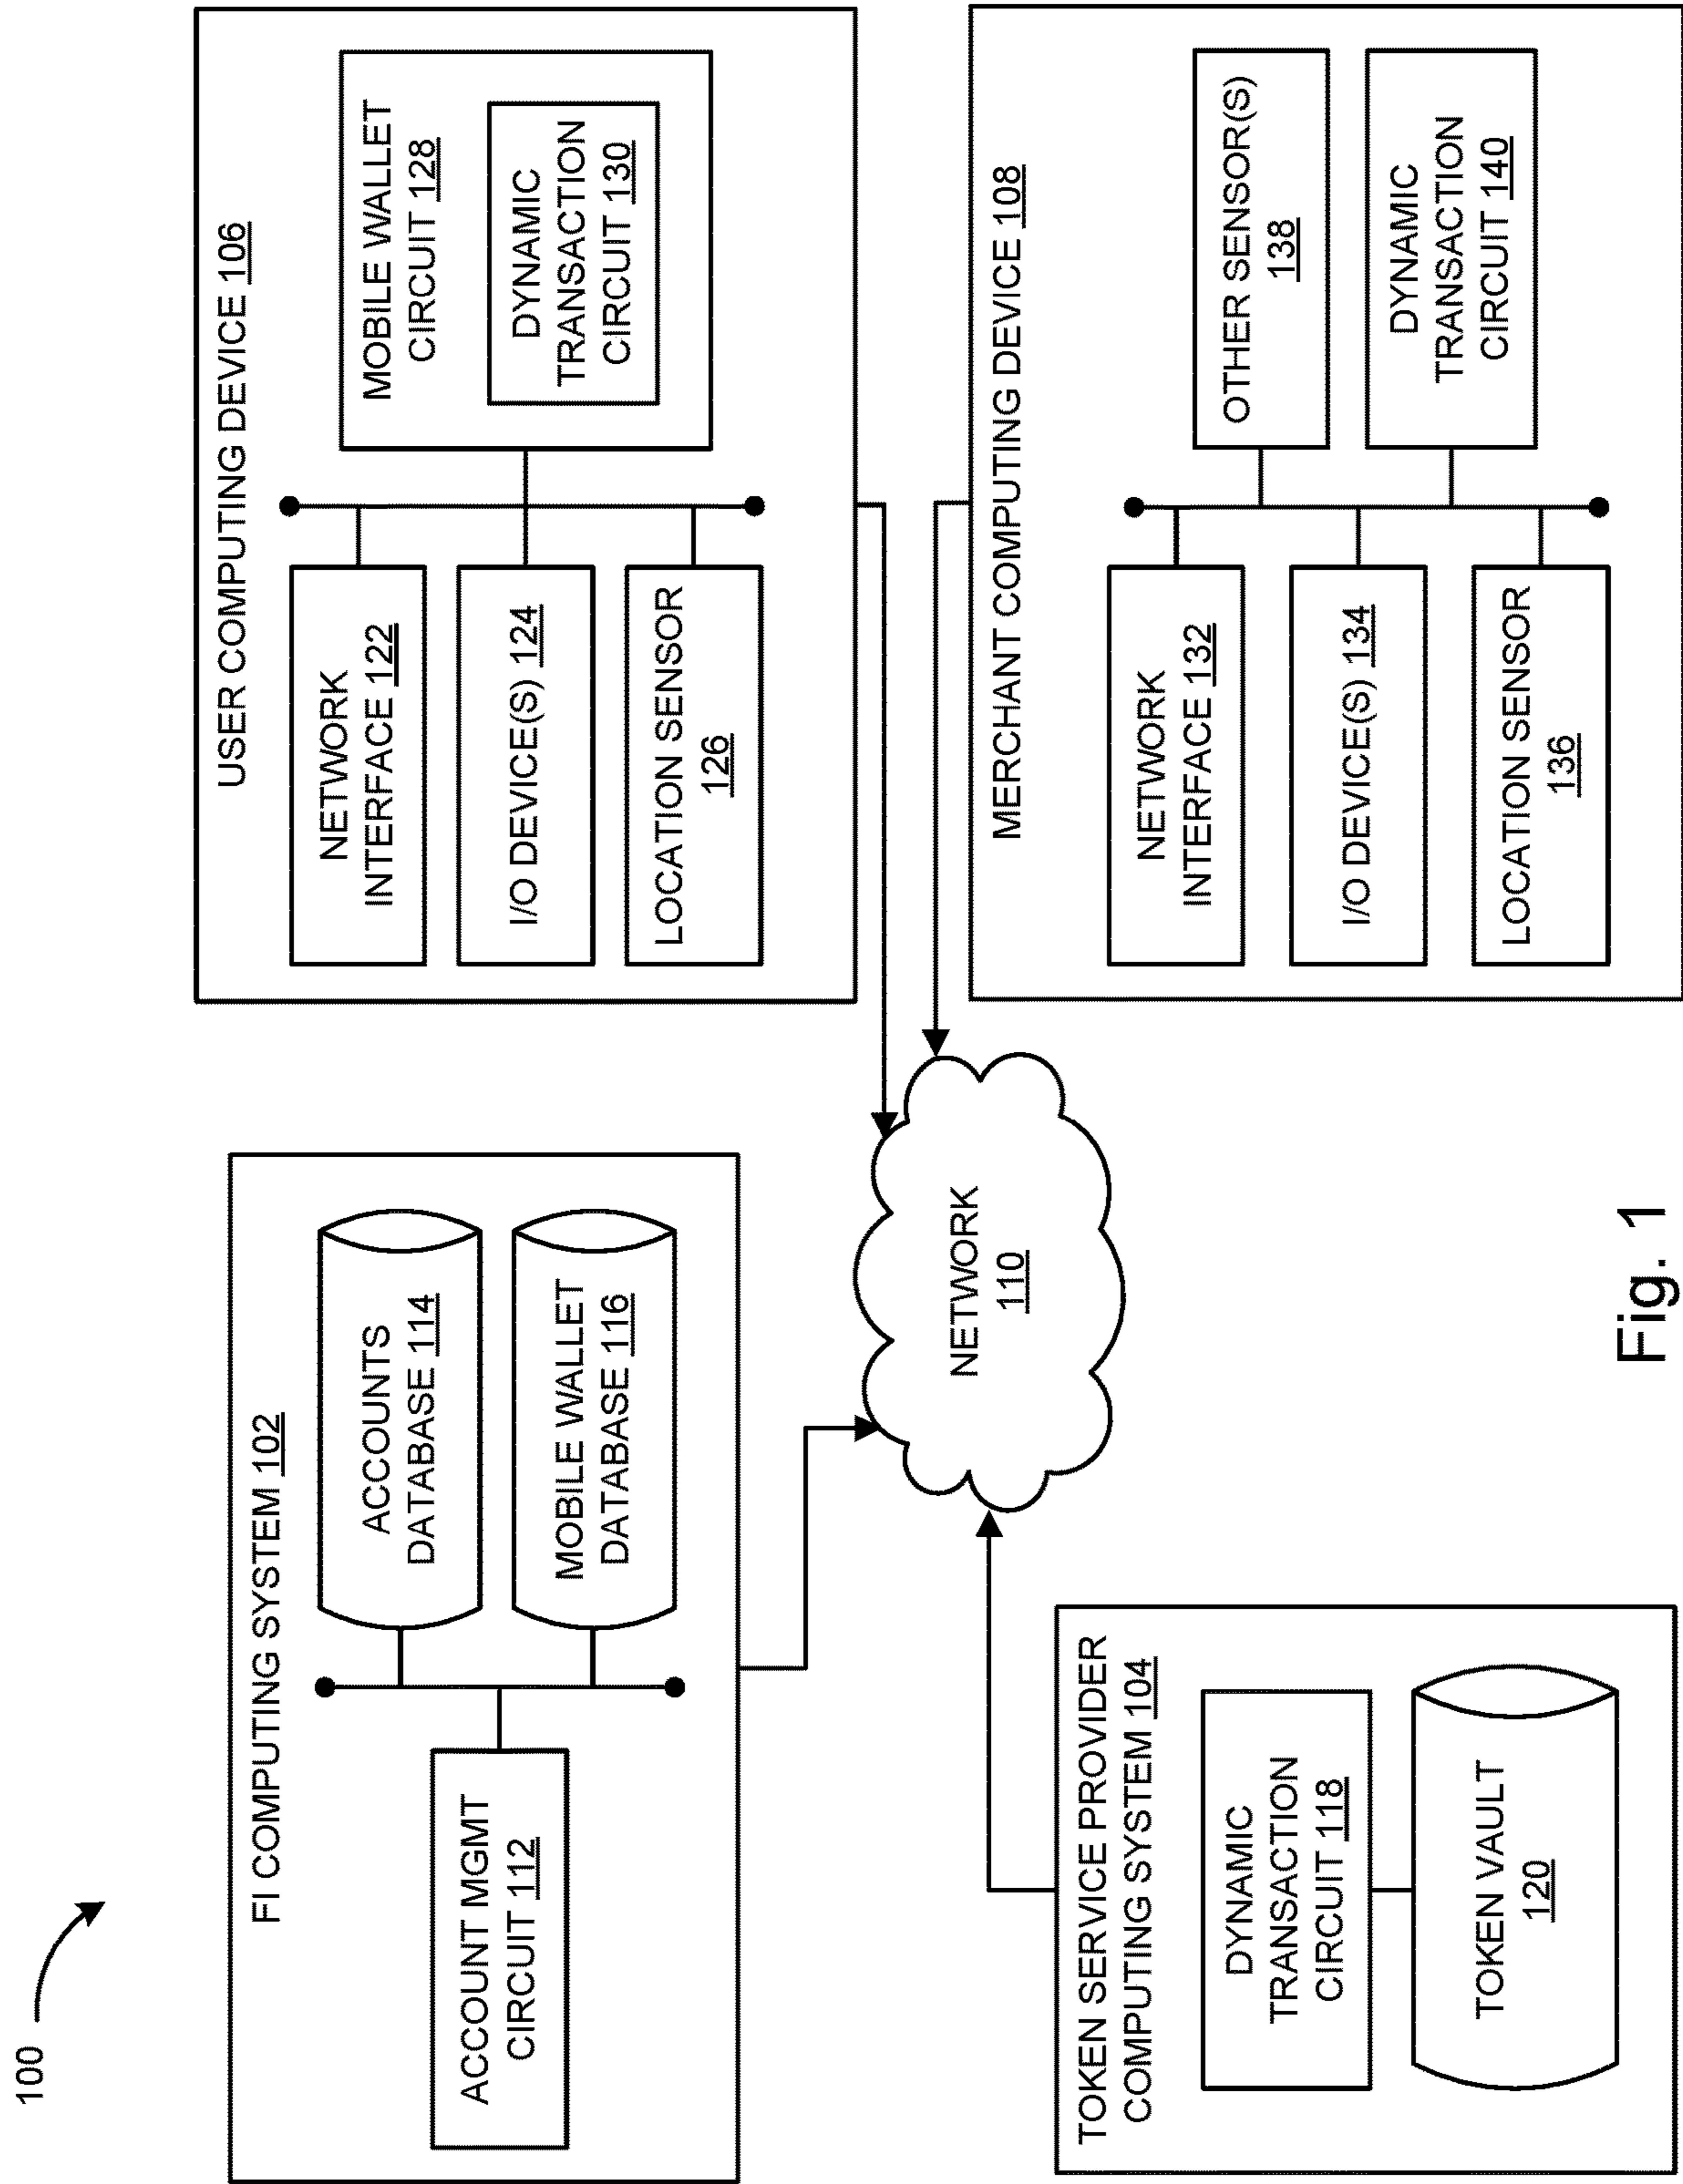 100
FI COMPUTING SYSTEM 102
ACCOUNT MGMT
CIRCUIT 112
ACCOUNTS
DATABASE 114
MOBILE WALLET
DATABASE 116
USER COMPUTING DEVICE 106
NETWORK
INTERFACE 122
I/O DEVICE(S) 124
LOCATION SENSOR
126
MOBILE WALLET
CIRCUIT 128
DYNAMIC
TRANSACTION
CIRCUIT 130
NETWORK
110
TOKEN SERVICE PROVIDER
COMPUTING SYSTEM 104
DYNAMIC
TRANSACTION
CIRCUIT 118
TOKEN VAULT
120
MERCHANT COMPUTING DEVICE 108
NETWORK
INTERFACE 132
I/O DEVICE(S) 134
LOCATION SENSOR
136
OTHER SENSOR(S)
138
DYNAMIC
TRANSACTION
CIRCUIT 140
Fig. 1